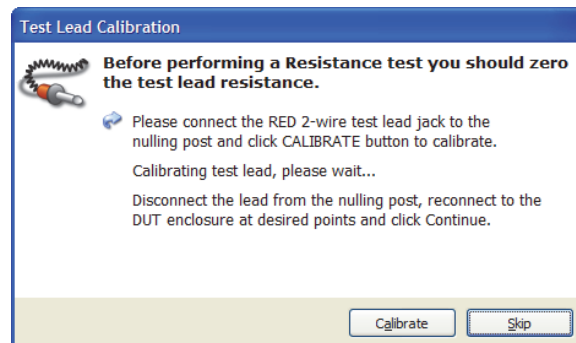 Test Lead Calibration
Before performing a Resistance test you should zero
the test lead resistance.
Please connect the RED 2-wire test lead jack to the
nulling post and click CALIBRATE button to calibrate.
Calibrating test lead, please wait...
Disconnect the lead from the nulling post, reconnect to the
DUT enclosure at desired points and click Continue.
Calibrate
Skip